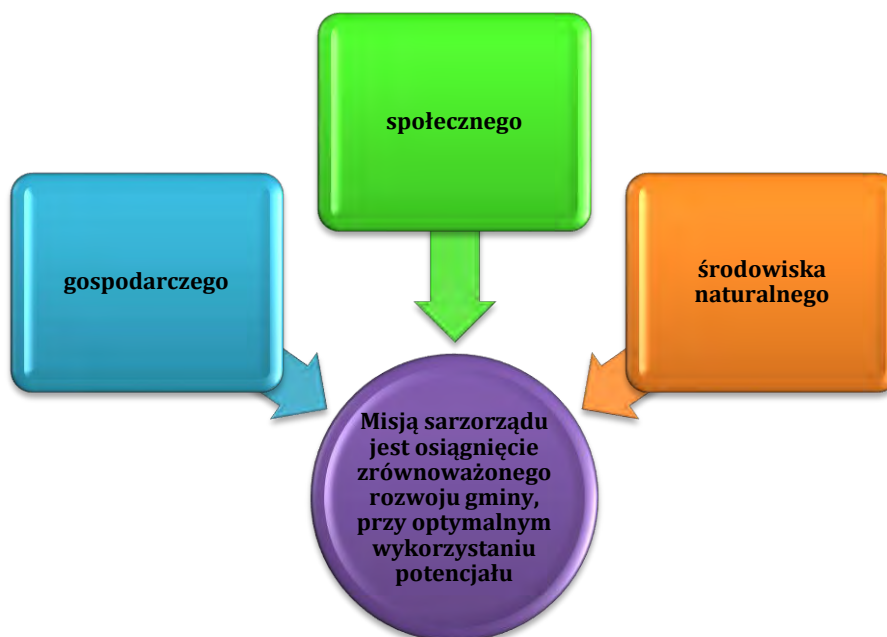 społecznego
gospodarczego
środowiska
naturalnego
Misją sarzorządu
jest osiągnięcie
zrównoważonego
rozwoju gminy,
przy optymalnym
wykorzystaniu
potencjału